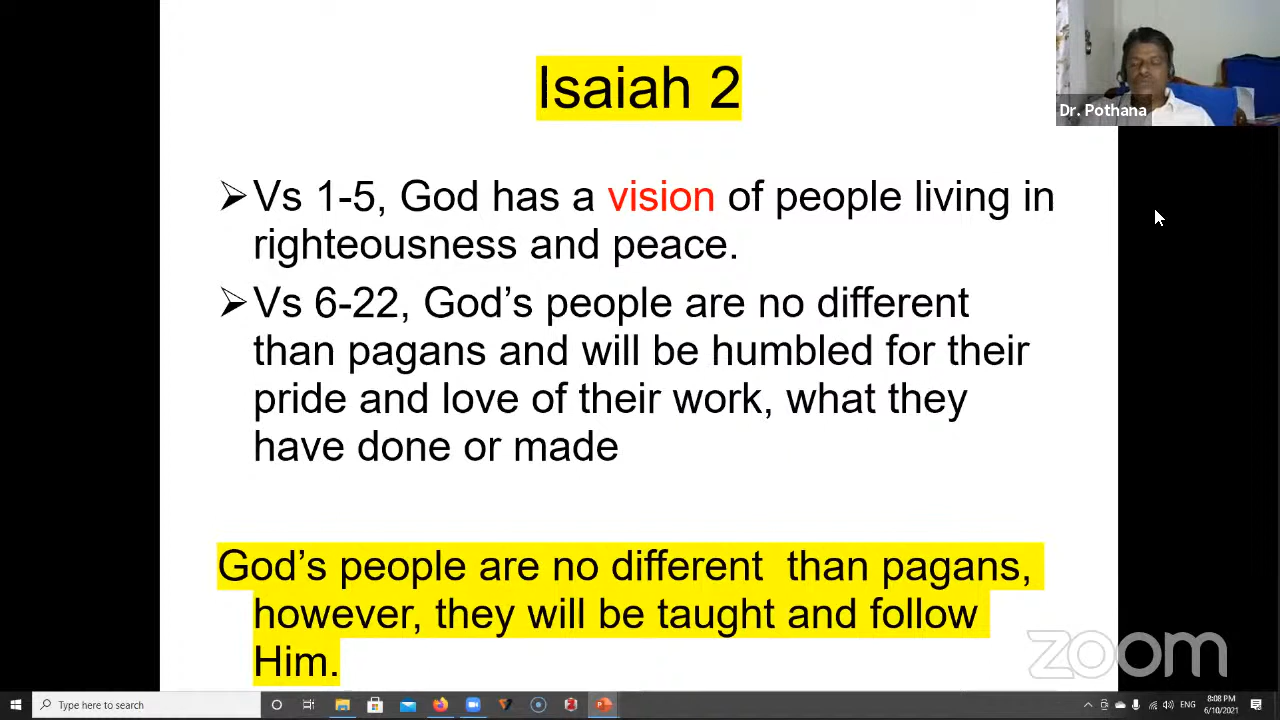 Isaiah 2
Dr. Pothana
➢Vs 1-5, God has a vision of people living in
righteousness and peace.
➢Vs 6-22, God’s people are no different
than pagans and will be humbled for their
pride and love of their work, what they
have done or made
God’s people are no different than pagans,
however, they will be taught and follow
Him.
zoom
Type here to search
ENG
8:08 PM
6/10/2021